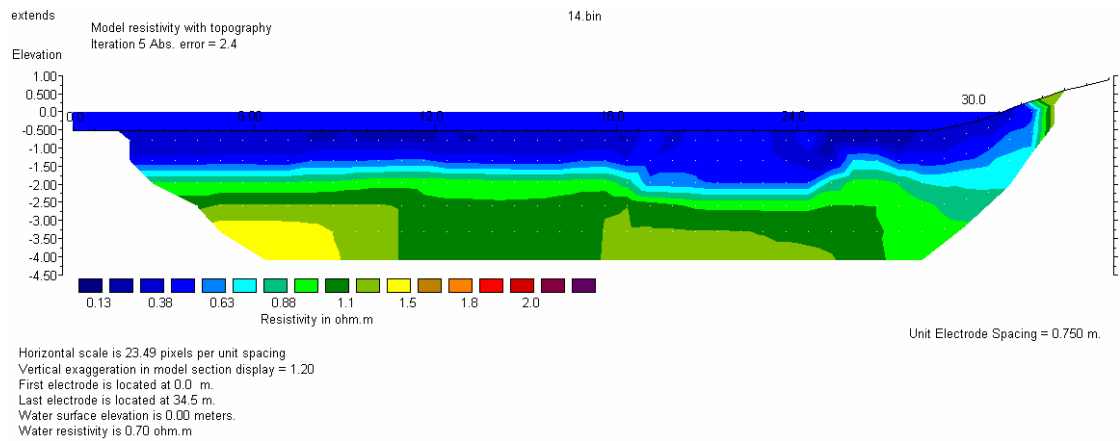 extends
14.bin
Model resistivity with topography
Iteration 5 Abs. error = 2.4
Elevation
1.00
0.500
0.0
-0.500
-1.00
-1.50
-2.00
-2.50
-3.00
-3.50
-4.00
-4.50
0.0 6.00 12.0 18.0 24.0 30.0
0.13 0.38 0.63 0.88 1.1 1.5 1.8 2.0
Resistivity in ohm.m
Unit Electrode Spacing = 0.750 m.
Horizontal scale is 23.49 pixels per unit spacing
Vertical exaggeration in model section display = 1.20
First electrode is located at 0.0 m.
Last electrode is located at 34.5 m.
Water surface elevation is 0.00 meters.
Water resistivity is 0.70 ohm.m